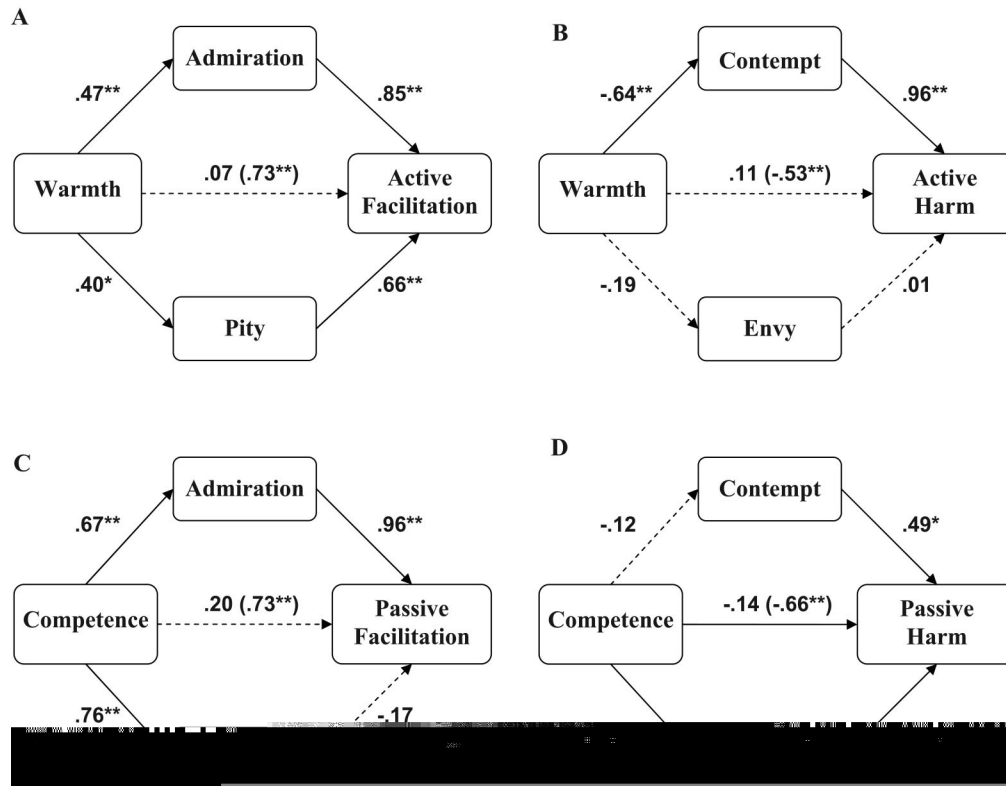 A
Admiration
.47**
.85**
Warmth
.07 (.73**)
Active
Facilitation
.40*
.66**
Pity
B
Contempt
-.64**
.96**
Warmth
.11 (-.53**)
Active
Harm
-.19
.01
Envy
C
Admiration
.67**
.96**
Competence
.20 (.73**)
Passive
Facilitation
.76**
-.17
D
Contempt
-.12
.49*
Competence
-.14 (-.66**)
Passive
Harm